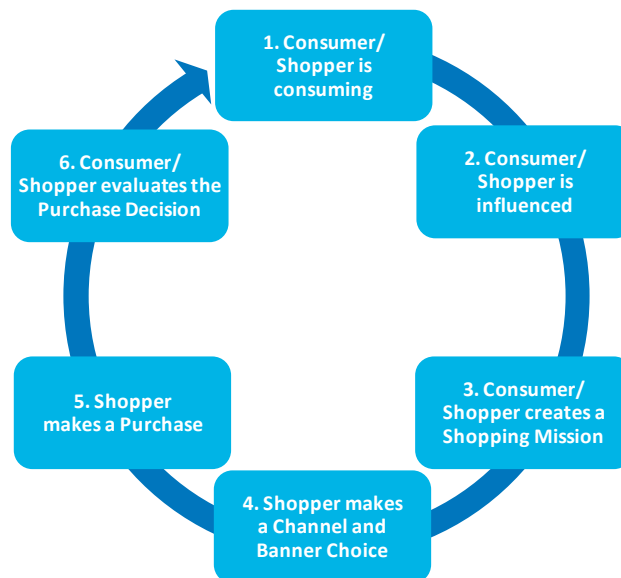 1. Consumer/
Shopper is
consuming
2. Consumer/
Shopper is
influenced
3. Consumer/
Shopper creates a
Shopping Mission
4. Shopper makes
a Channel and
Banner Choice
5. Shopper
makes a Purchase
6. Consumer/
Shopper evaluates the
Purchase Decision